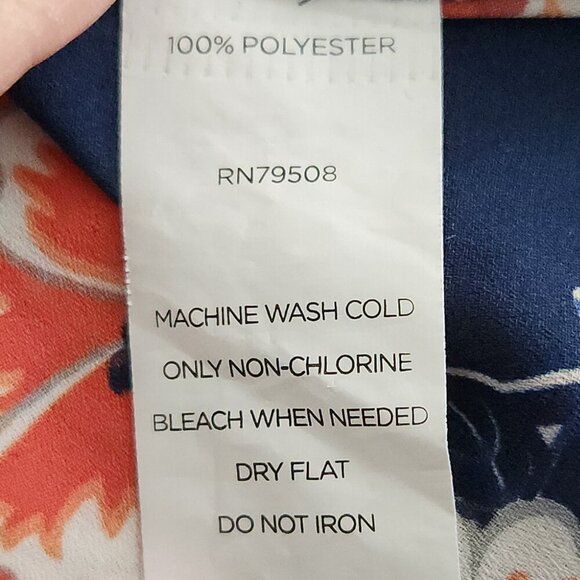 100% POLYESTER
RN79508
MACHINE WASH COLD
ONLY NON-CHLORINE
BLEACH WHEN NEEDED
DRY FLAT
DO NOT IRON